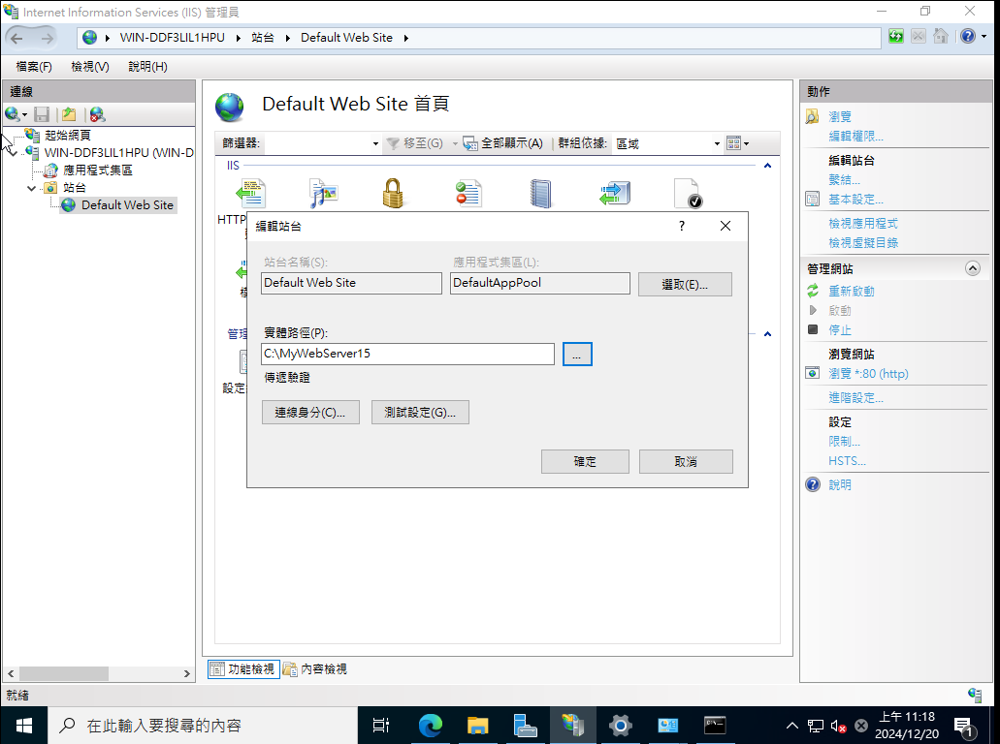 Internet Information Services (IIS) 管理員
WIN-DDF3LIL1HPU
站台
Default Web Site
檔案(F)
檢視(V)
說明(H)
連線
起始網頁
WIN-DDF3LIL1HPU (WIN-D
應用程式集區
站台
Default Web Site
Default Web Site 首頁
篩選器:
移至(G)
全部顯示(A)
群組依據:
區域
IIS
HTTP
管理
設定
編輯站台
?
站台名稱(S):
應用程式集區(L):
Default Web Site
DefaultAppPool
選取(E)...
實體路徑(P):
C:\MyWebServer15
...
傳遞驗證
連線身分(C)...
測試設定(G)...
確定
取消
功能檢視
內容檢視
動作
瀏覽
編輯權限...
編輯站台
繫結...
基本設定...
檢視應用程式
檢視虛擬目錄
管理網站
重新啟動
啟動
停止
瀏覽網站
瀏覽 *:80 (http)
進階設定...
設定
限制...
HSTS...
說明
就緒
在此輸入要搜尋的內容
上午 11:18
2024/12/20
1